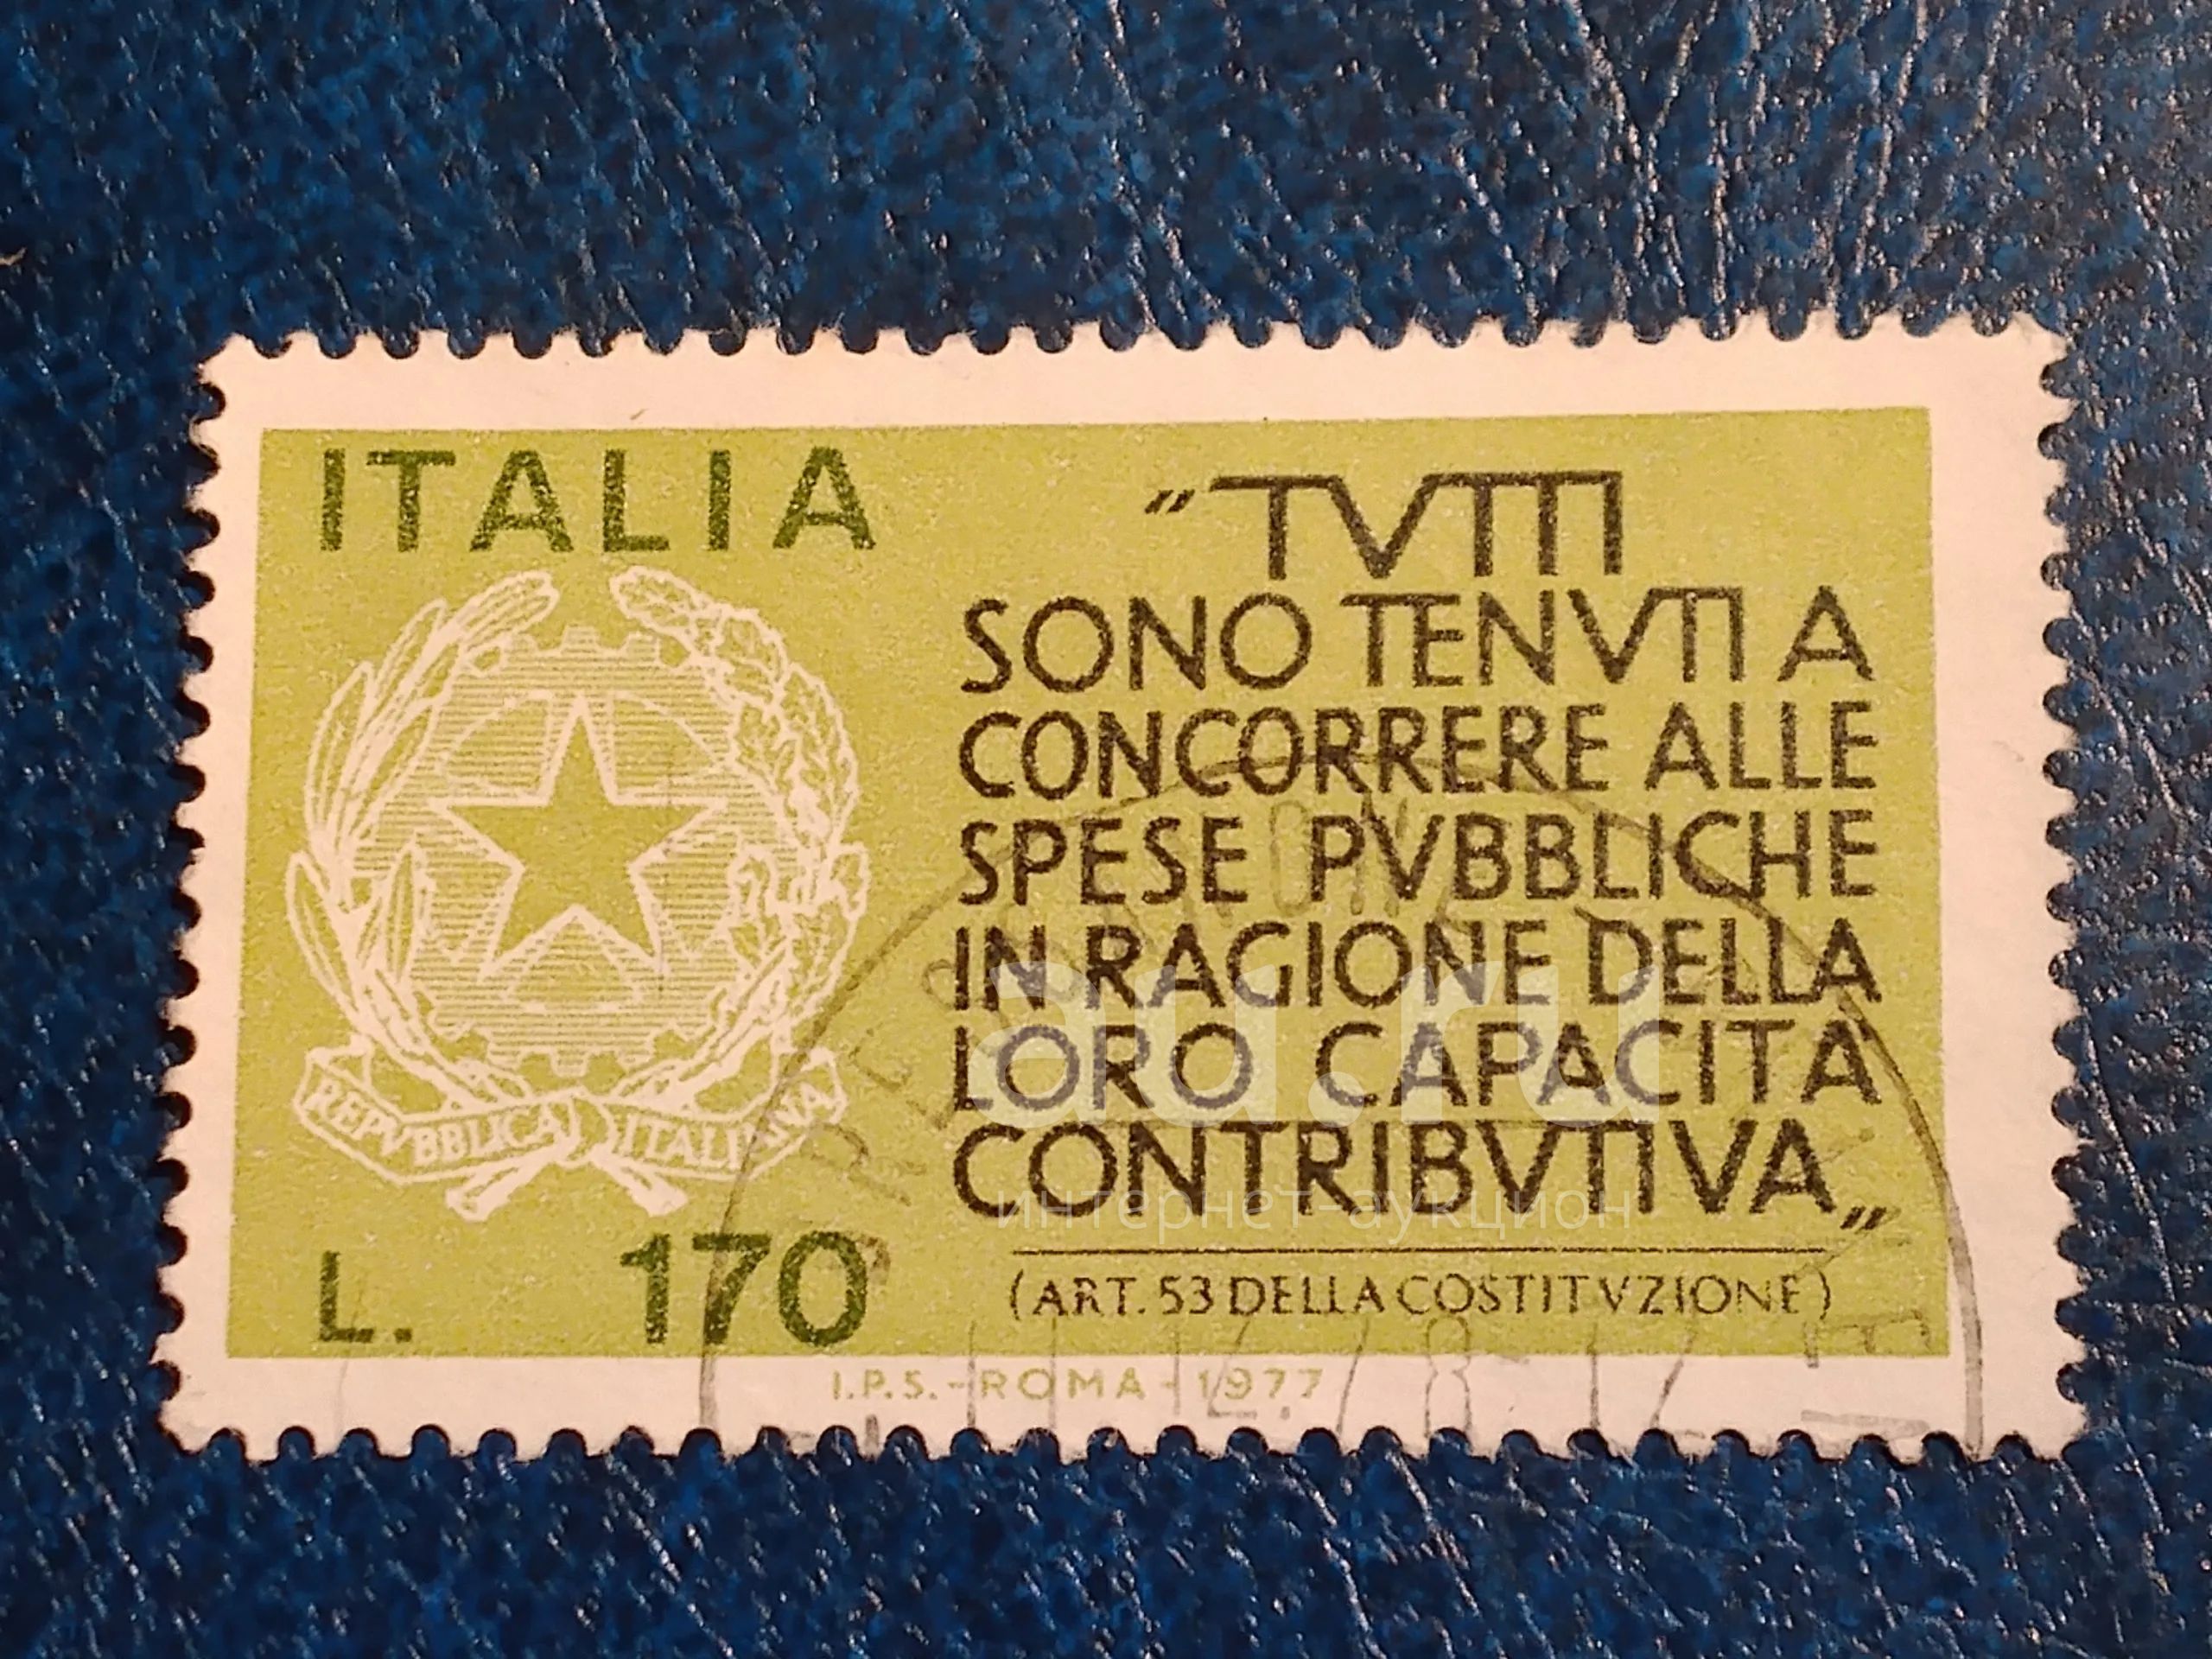 ITALIA
"TVTTI
SONO TENVTI A
CONCORRERE ALLE
SPESE PVBBLICHE
IN RAGIONE DELLA
LORO CAPACITA
CONTRIBVTIVA„
(ART. 53 DELLA COSTITVZIONE)
REPVBBLICA ITALIANA
L. 170
I.P.S.-ROMA-1977
au.ru
интернет-аукцион